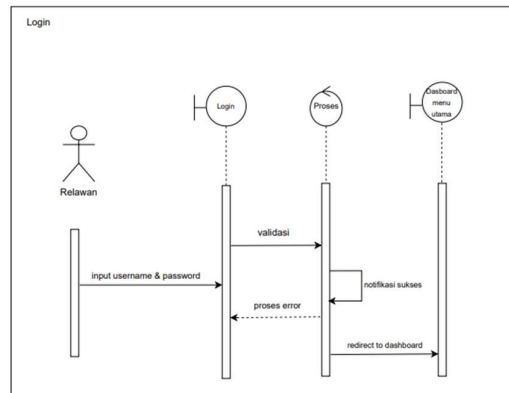 Login
Login
Proses
Dasboard
menu
utama
Relawan
validasi
input username & password
notifikasi sukses
proses error
redirect to dashboard